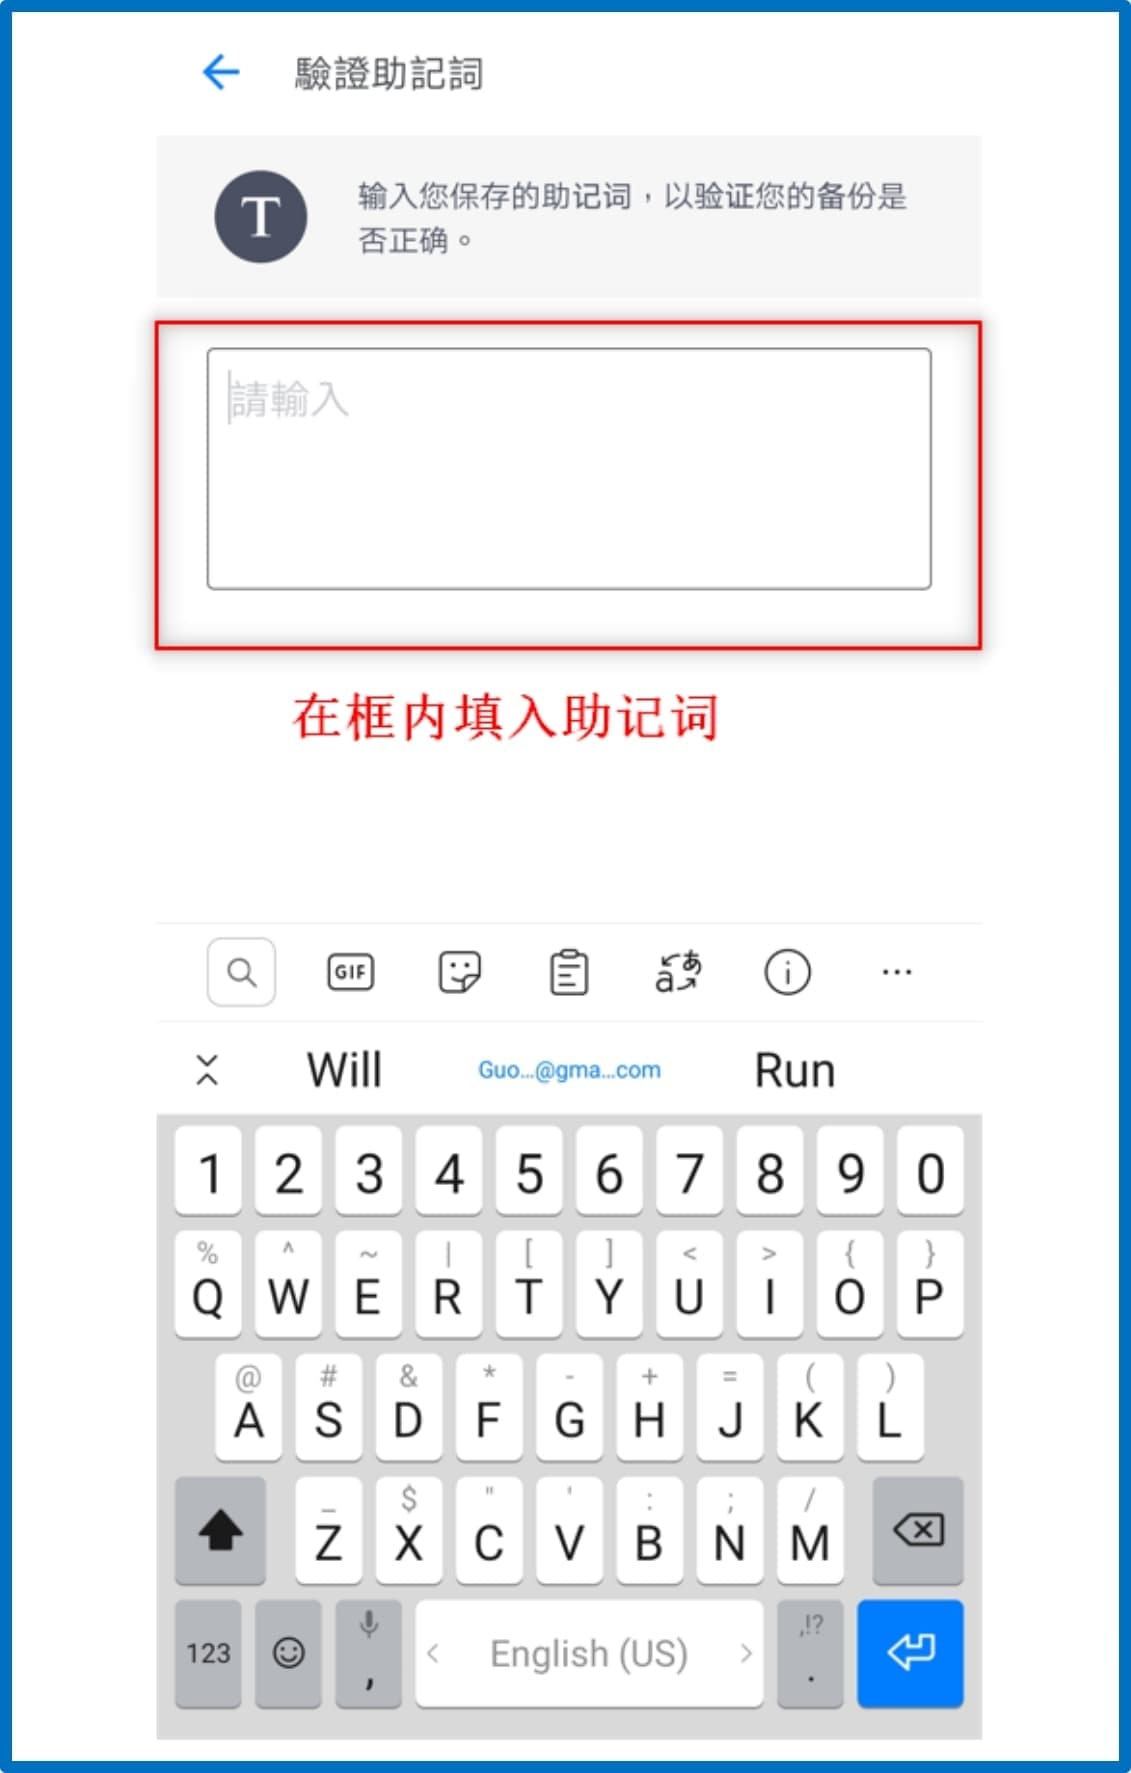 驗證助記詞
T
输入您保存的助记词，以验证您的备份是
否正确。
請輸入
在框内填入助记词
GIF
aあ
i
...
Will Guo...@gma...com Run
1 2 3 4 5 6 7 8 9 0
% ^ ~ | [ ] < > { }
Q W E R T Y U I O P
@ # & * - + = ( )
A S D F G H J K L
_ $ " ' : ; /
Z X C V B N M
,!?
123 , < English (US) > .